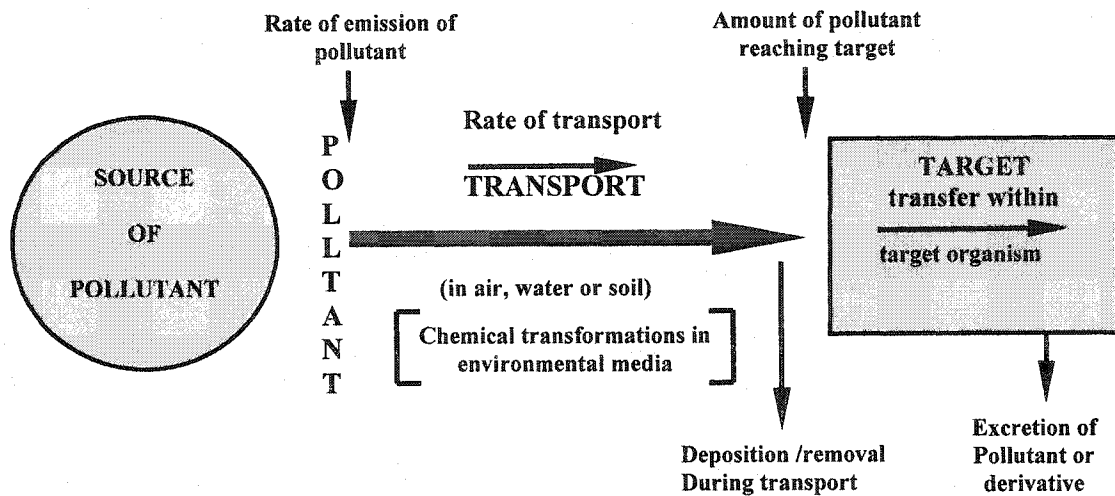 Rate of emission of
pollutant
Amount of pollutant
reaching target
SOURCE
OF
POLLUTANT
P
O
L
L
T
A
N
T
Rate of transport
TRANSPORT
(in air, water or soil)
Chemical transformations in
environmental media
TARGET
transfer within
target organism
Deposition /removal
During transport
Excretion of
Pollutant or
derivative